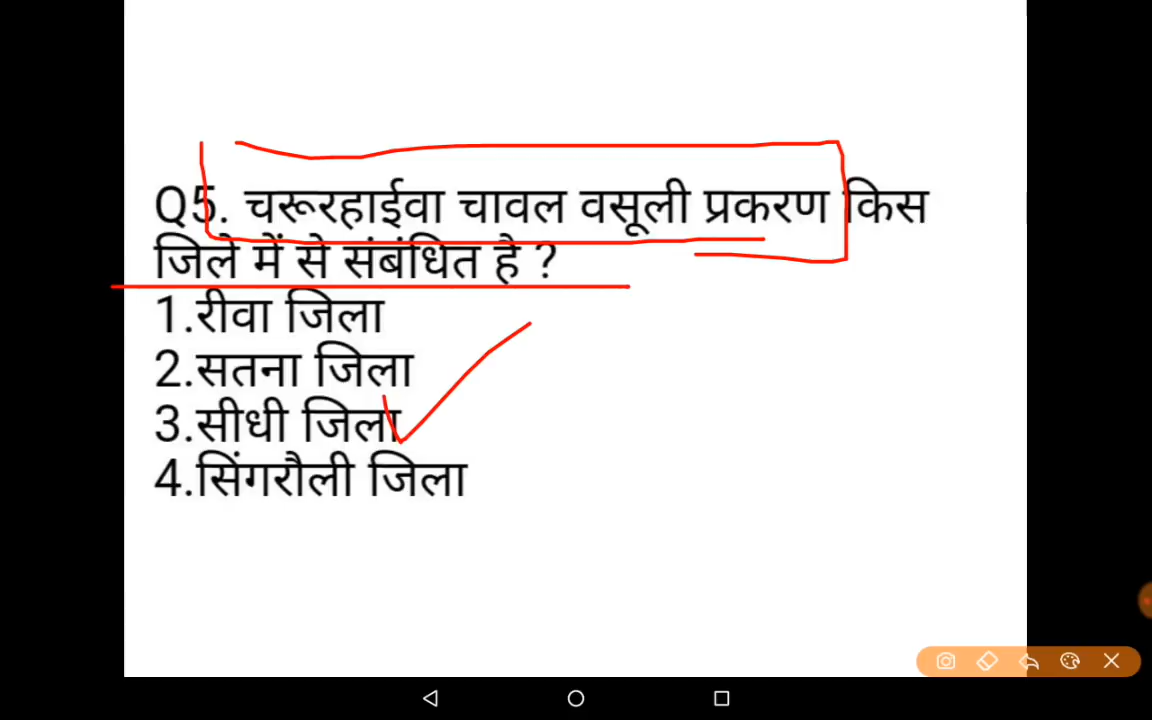 Q5. चरूरहाईवा चावल वसूली प्रकरण किस
जिले में से संबंधित है ?
1.रीवा जिला
2.सतना जिला
3.सीधी जिला
4.सिंगरौली जिला